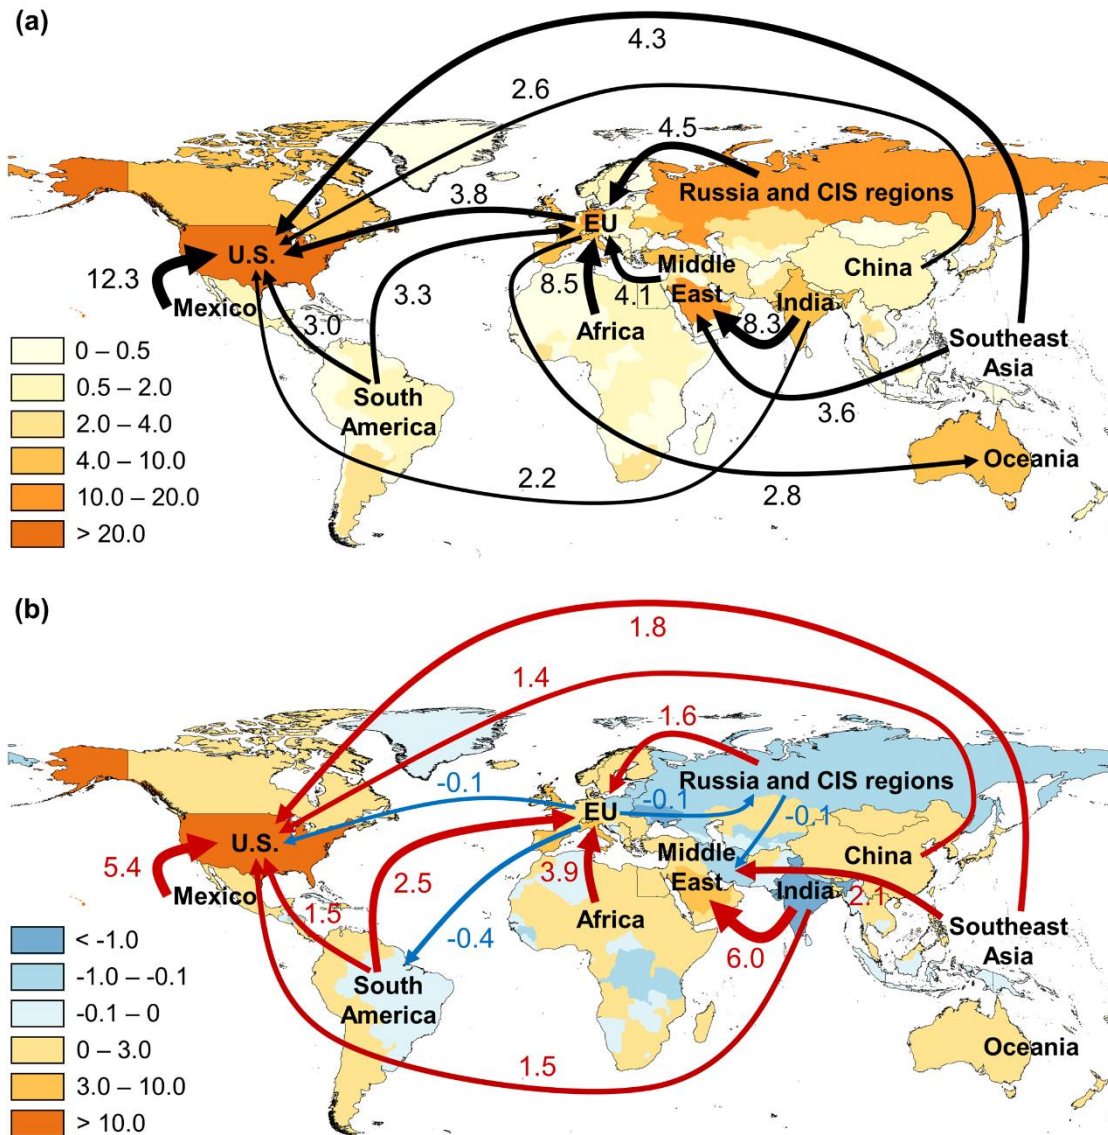 (a)
4.3
2.6
4.5
Russia and CIS regions
3.8
EU
U.S.
China
Middle
East
12.3
Mexico
3.3
8.5
4.1
India
8.3
3.0
Africa
Southeast
Asia
South
America
3.6
Oceania
2.2
2.8
0 – 0.5
0.5 – 2.0
2.0 – 4.0
4.0 – 10.0
10.0 – 20.0
> 20.0
(b)
1.8
1.4
1.6
Russia and CIS regions
-0.1
EU
-0.1
-0.1
U.S.
China
Middle
East
5.4
Mexico
2.5
3.9
India
2.1
1.5
Africa
Southeast
Asia
-0.4
6.0
South
America
Oceania
1.5
< -1.0
-1.0 – -0.1
-0.1 – 0
0 – 3.0
3.0 – 10.0
> 10.0